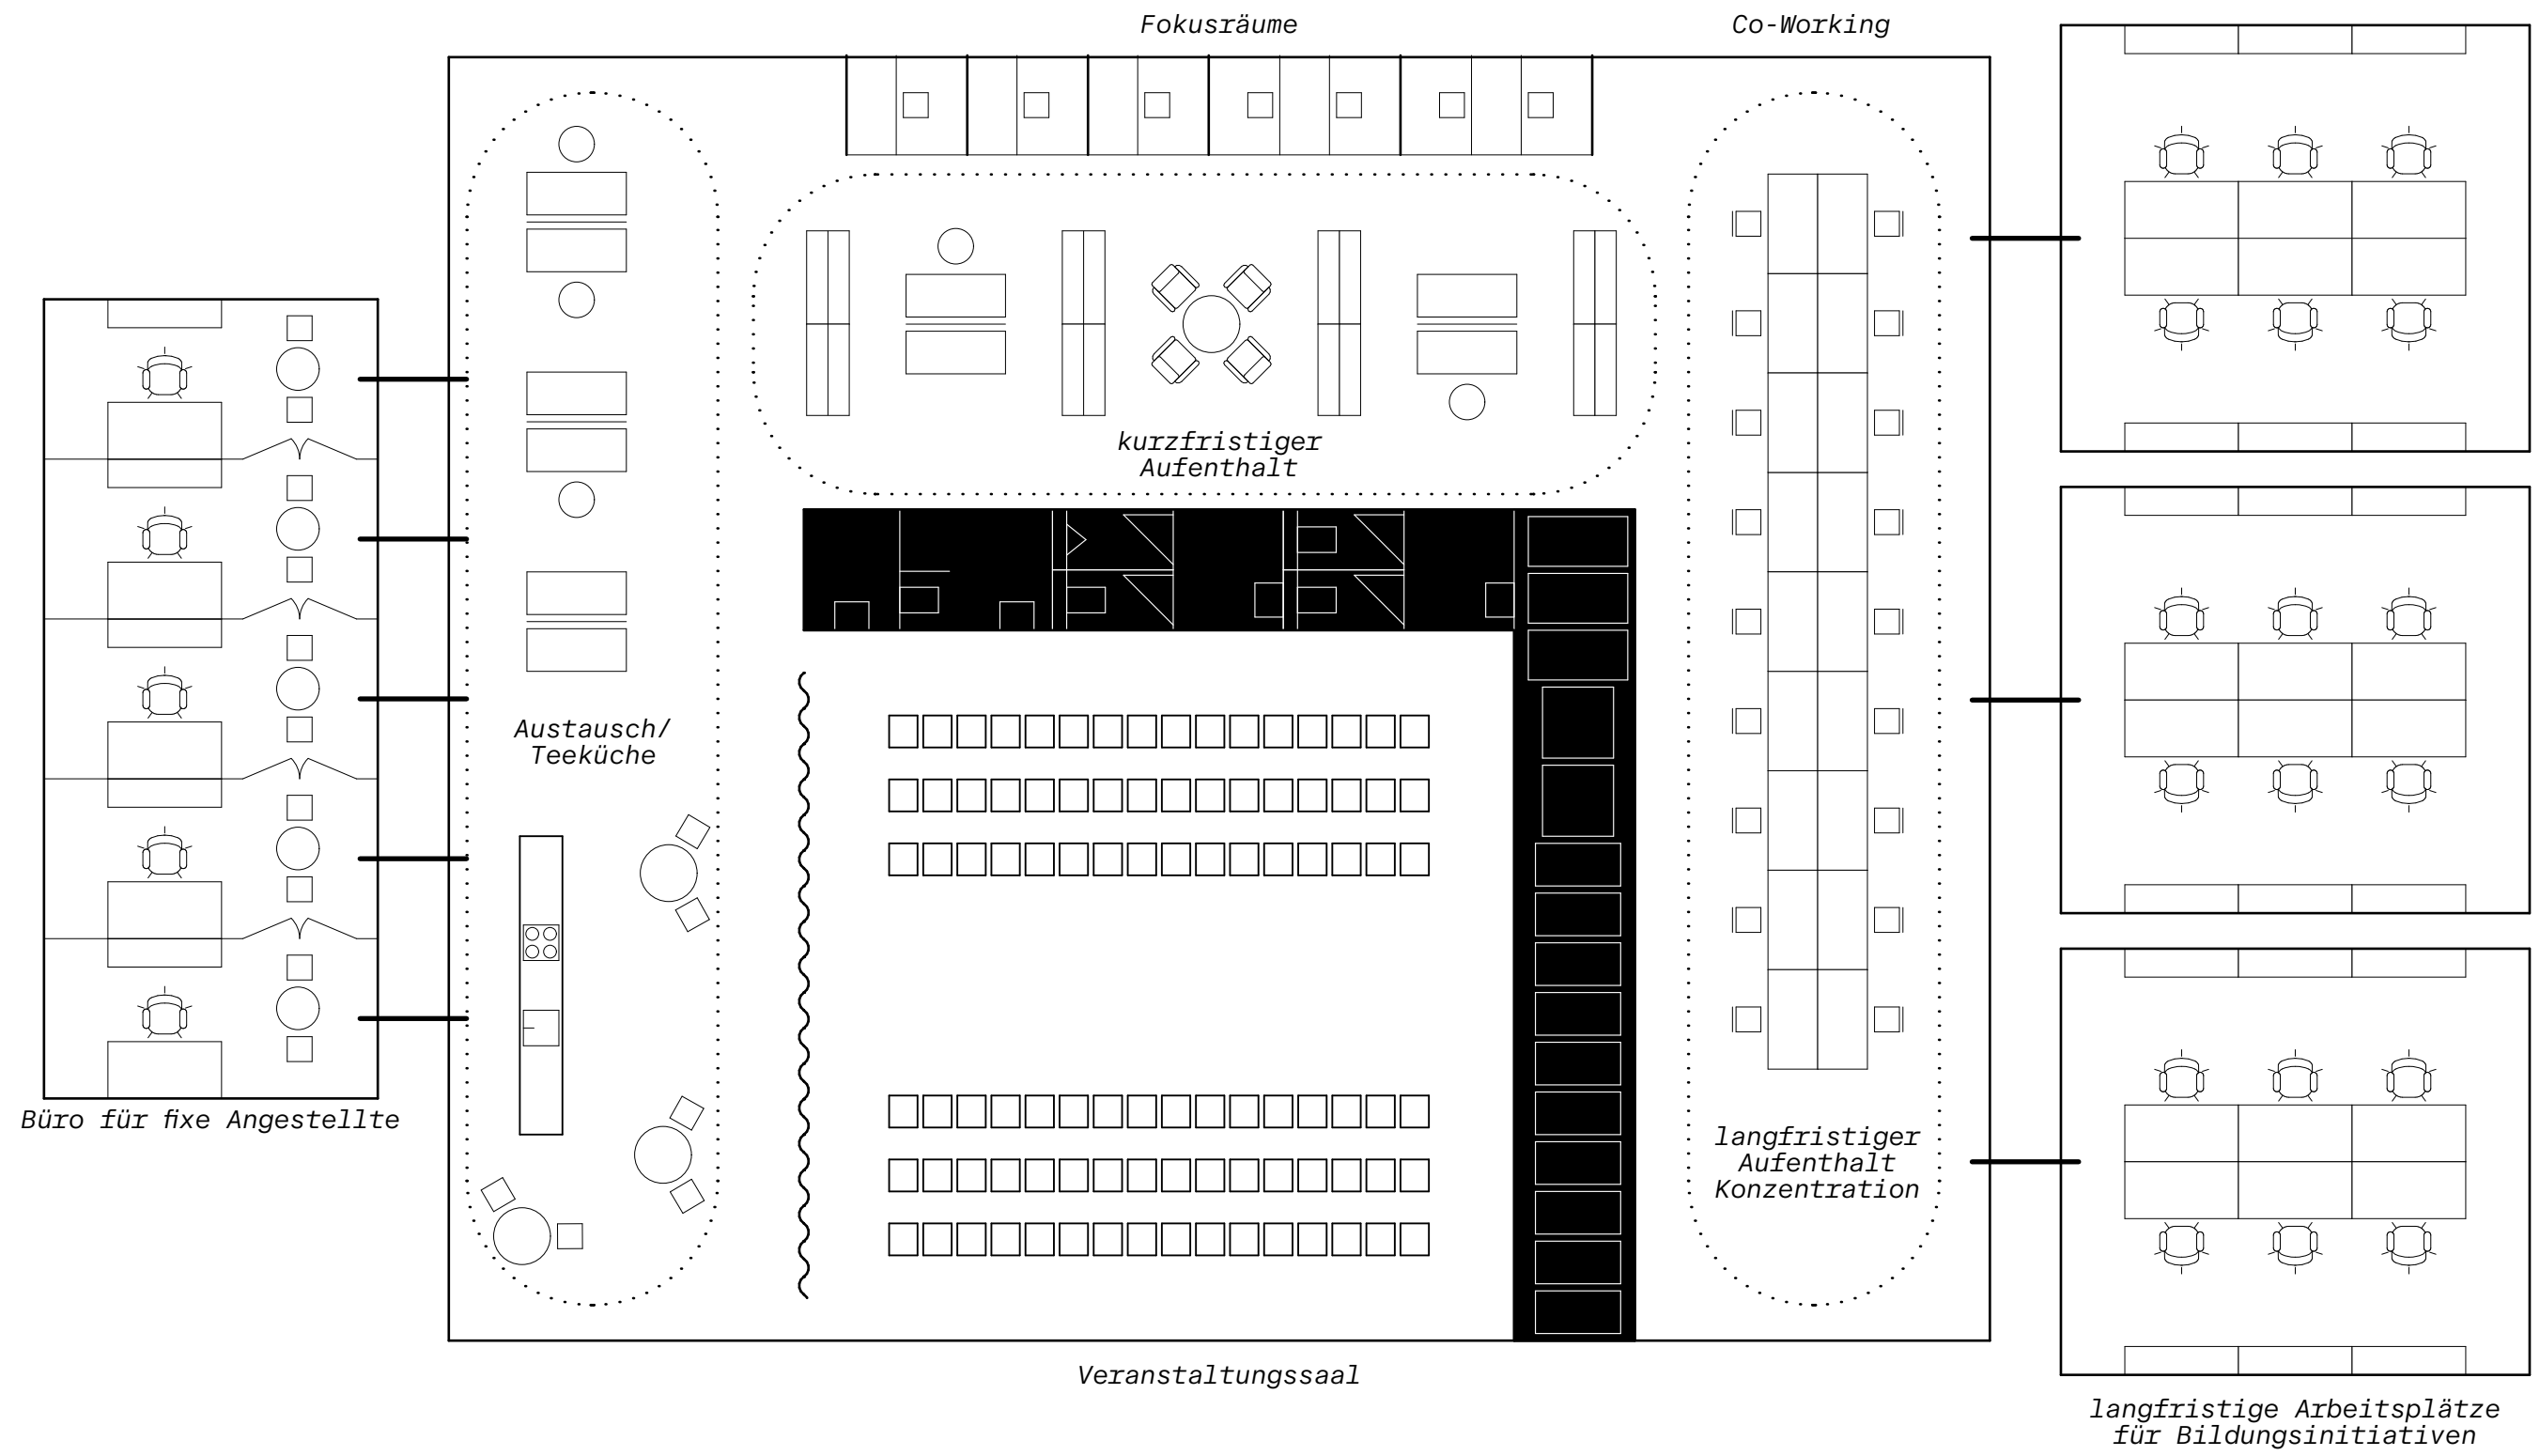 Fokusräume
Co-Working
kurzfristiger
Aufenthalt
Austausch/
Teeküche
Büro für fixe Angestellte
langfristiger
Aufenthalt
Konzentration
Veranstaltungssaal
langfristige Arbeitsplätze
für Bildungsinitiativen